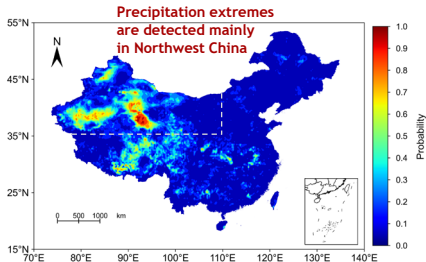 Precipitation extremes
are detected mainly
in Northwest China
55°N
45°N
35°N
25°N
15°N
N
0 500 1000 km
70°E 80°E 90°E 100°E 110°E 120°E 130°E 140°E
1.0
0.9
0.8
0.7
0.6
0.5
0.4
0.3
0.2
0.1
0.0
Probability